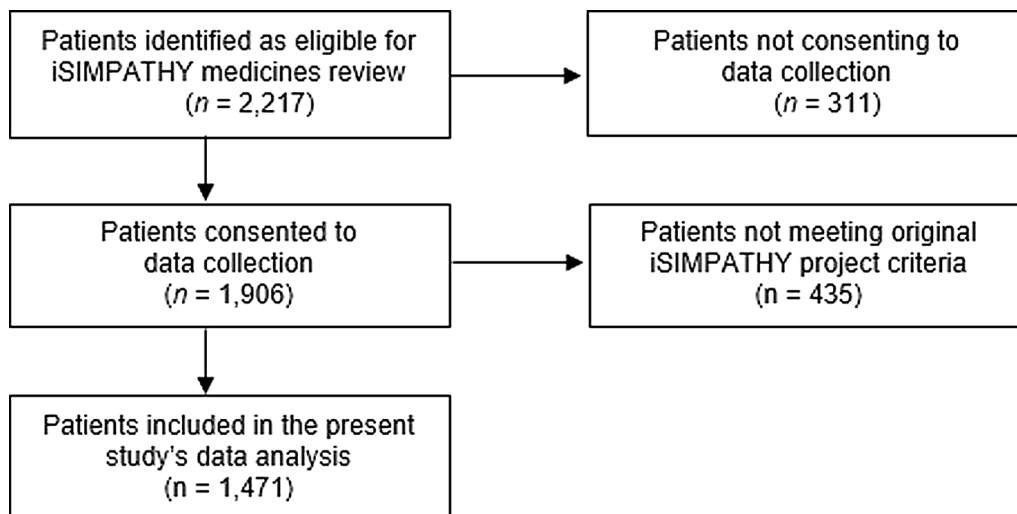 Patients identified as eligible for
iSIMPATHY medicines review
(n = 2,217)
Patients not consenting to
data collection
(n = 311)
Patients consented to
data collection
(n = 1,906)
Patients not meeting original
iSIMPATHY project criteria
(n = 435)
Patients included in the present
study's data analysis
(n = 1,471)